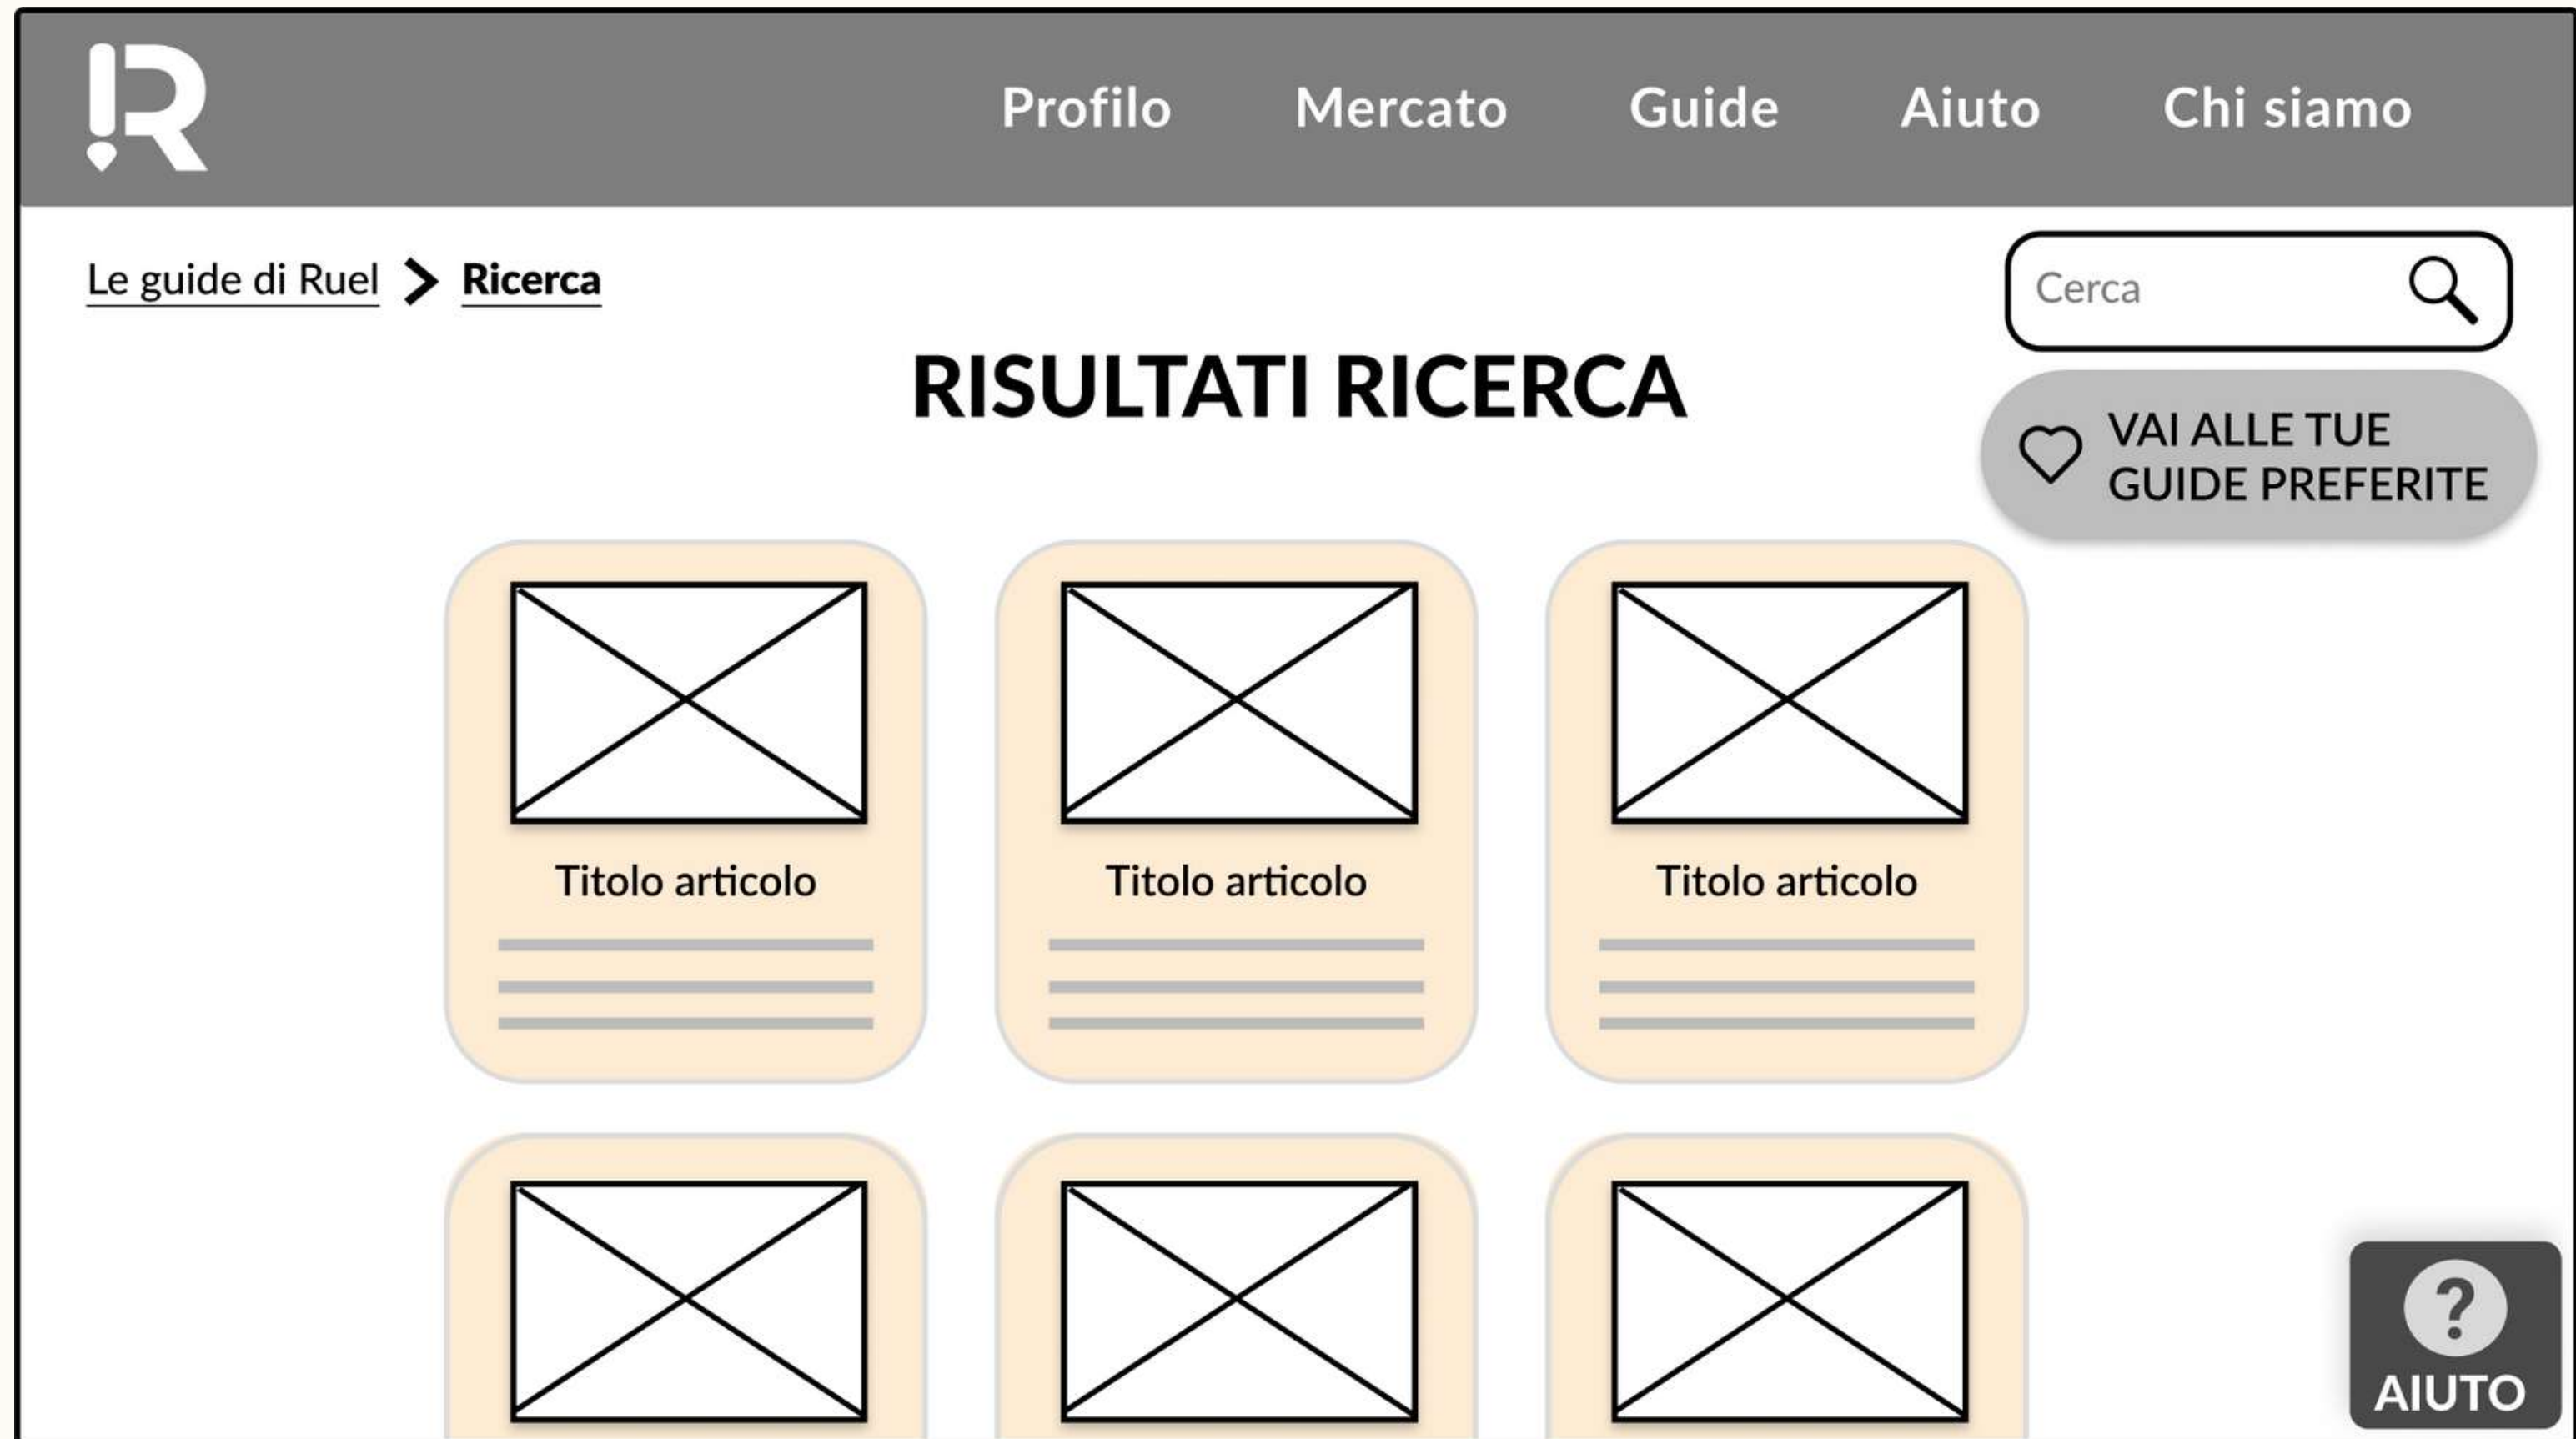 R
Profilo
Mercato
Guide
Aiuto
Chi siamo
Le guide di Ruel
Ricerca
Cerca
RISULTATI RICERCA
VAI ALLE TUE
GUIDE PREFERITE
Titolo articolo
Titolo articolo
Titolo articolo
?
AIUTO